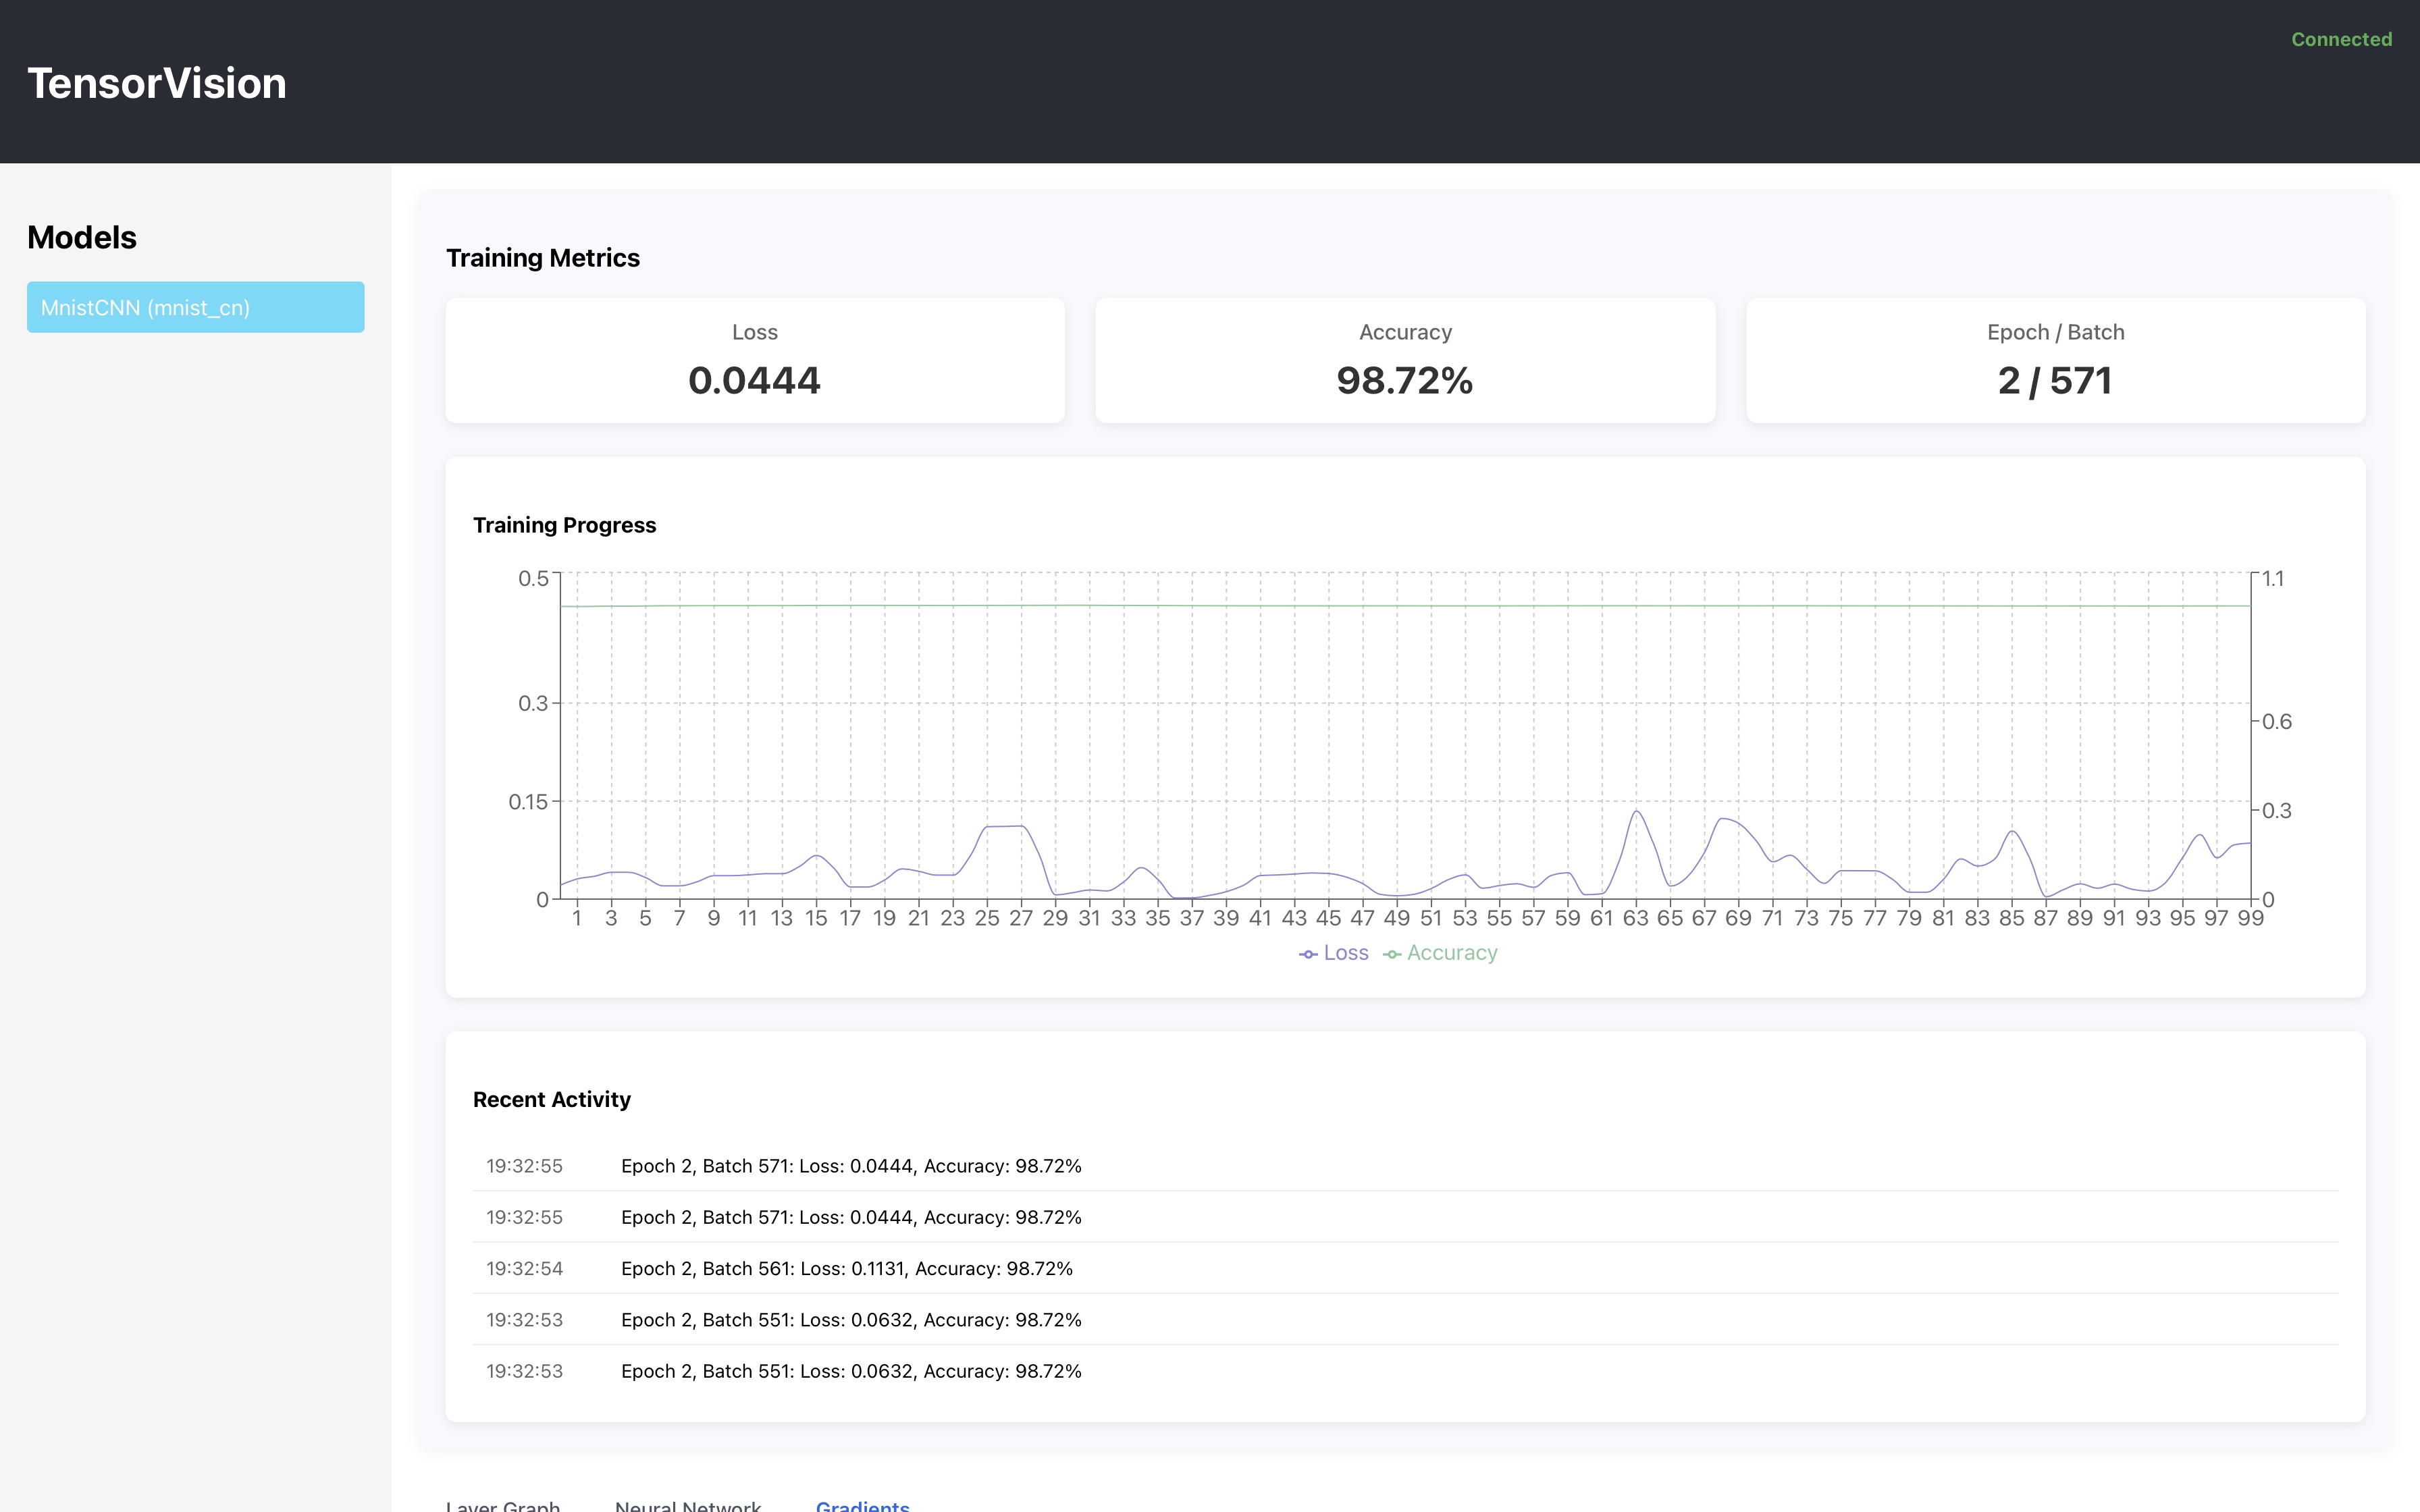 Connected
TensorVision
Models
MnistCNN (mnist_cn)
Training Metrics
Loss
0.0444
Accuracy
98.72%
Epoch / Batch
2 / 571
Training Progress
0.5
0.3
0.15
0
1.1
0.6
0.3
0
1 3 5 7 9 11 13 15 17 19 21 23 25 27 29 31 33 35 37 39 41 43 45 47 49 51 53 55 57 59 61 63 65 67 69 71 73 75 77 79 81 83 85 87 89 91 93 95 97 99
Loss Accuracy
Recent Activity
19:32:55 Epoch 2, Batch 571: Loss: 0.0444, Accuracy: 98.72%
19:32:55 Epoch 2, Batch 571: Loss: 0.0444, Accuracy: 98.72%
19:32:54 Epoch 2, Batch 561: Loss: 0.1131, Accuracy: 98.72%
19:32:53 Epoch 2, Batch 551: Loss: 0.0632, Accuracy: 98.72%
19:32:53 Epoch 2, Batch 551: Loss: 0.0632, Accuracy: 98.72%
Layer Graph Neural Network Gradients